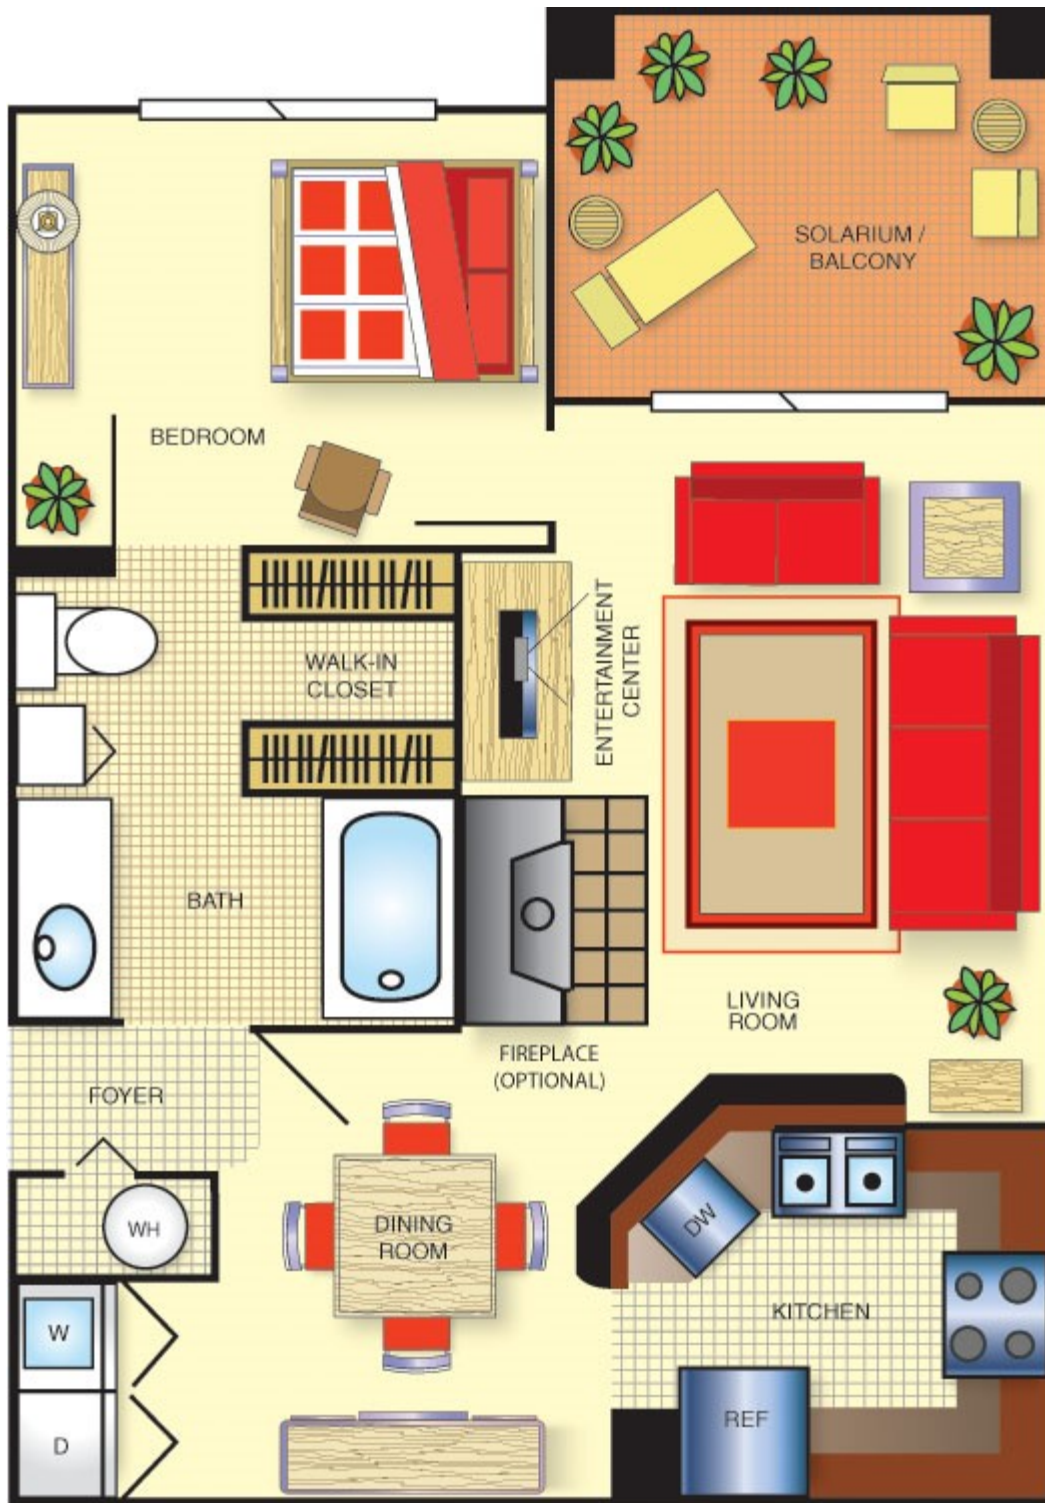 SOLARIUM /
BALCONY
BEDROOM
WALK-IN
CLOSET
ENTERTAINMENT
CENTER
BATH
LIVING
ROOM
FIREPLACE
(OPTIONAL)
FOYER
WH
DINING
ROOM
DW
KITCHEN
W
D
REF